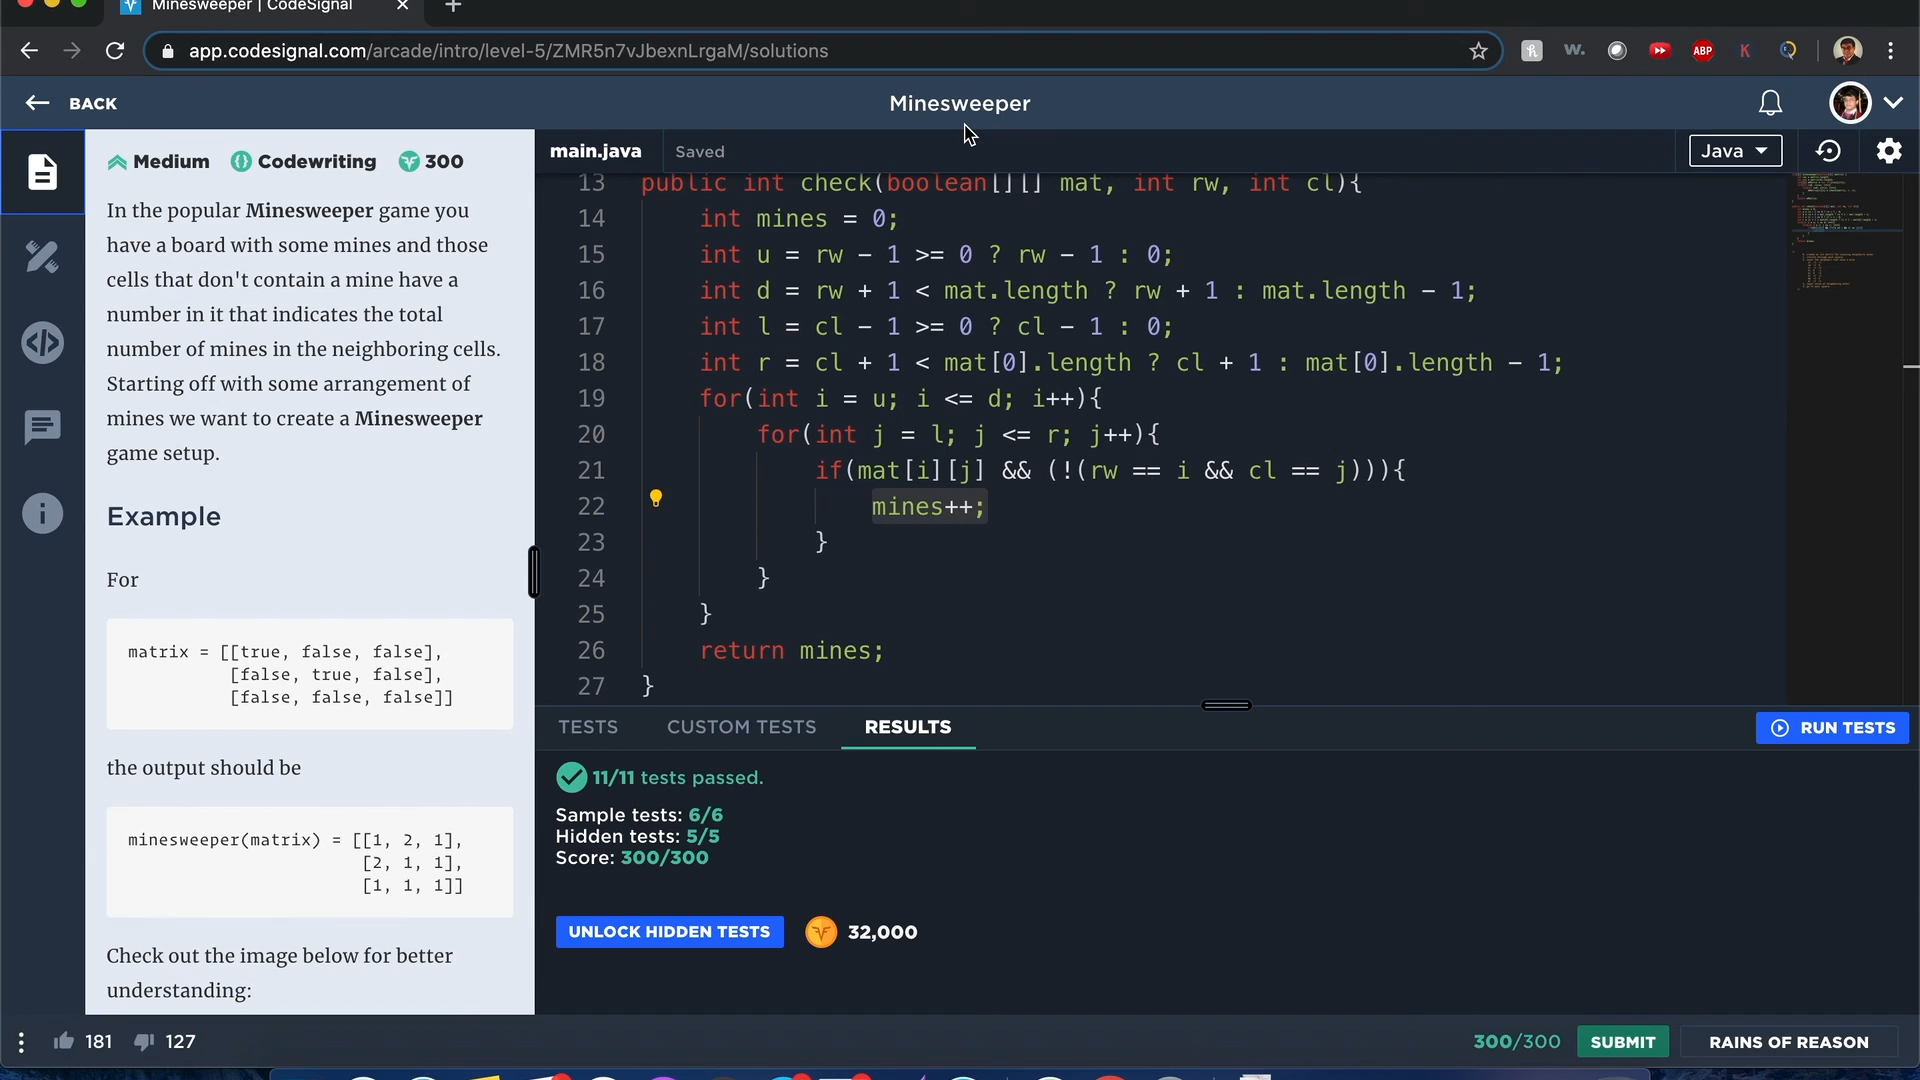 Minesweeper | CodeSignal
app.codesignal.com/arcade/intro/level-5/ZMR5n7vJbexnLrgaM/solutions
w.
ABP
K
BACK
Minesweeper
Medium
Codewriting
300
main.java
Saved
Java
In the popular Minesweeper game you
have a board with some mines and those
cells that don't contain a mine have a
number in it that indicates the total
number of mines in the neighboring cells.
Starting off with some arrangement of
mines we want to create a Minesweeper
game setup.
Example
For
matrix = [[true, false, false],
[false, true, false],
[false, false, false]]
the output should be
minesweeper(matrix) = [[1, 2, 1],
[2, 1, 1],
[1, 1, 1]]
Check out the image below for better
understanding:
13 public int check(boolean[][] mat, int rw, int cl){
14 int mines = 0;
15 int u = rw - 1 >= 0 ? rw - 1 : 0;
16 int d = rw + 1 < mat.length ? rw + 1 : mat.length - 1;
17 int l = cl - 1 >= 0 ? cl - 1 : 0;
18 int r = cl + 1 < mat[0].length ? cl + 1 : mat[0].length - 1;
19 for(int i = u; i <= d; i++){
20 for(int j = l; j <= r; j++){
21 if(mat[i][j] && (!(rw == i && cl == j))){
22 mines++;
23 }
24 }
25 }
26 return mines;
27 }
TESTS
CUSTOM TESTS
RESULTS
RUN TESTS
11/11 tests passed.
Sample tests: 6/6
Hidden tests: 5/5
Score: 300/300
UNLOCK HIDDEN TESTS
32,000
181
127
300/300
SUBMIT
RAINS OF REASON